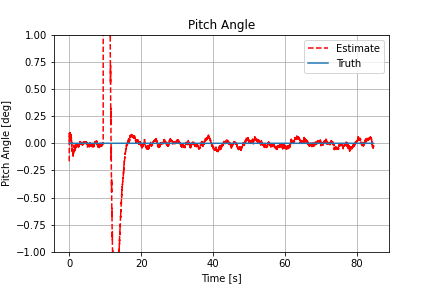 Pitch Angle
Estimate
Truth
Pitch Angle [deg]
1.00
0.75
0.50
0.25
0.00
−0.25
−0.50
−0.75
−1.00
0 20 40 60 80
Time [s]